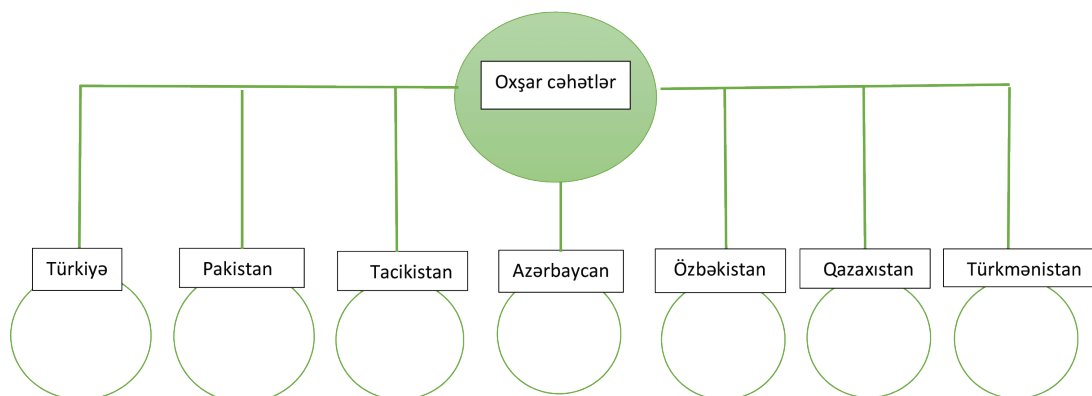 Oxşar cəhətlər
Türkiyə
Pakistan
Tacikistan
Azərbaycan
Özbəkistan
Qazaxıstan
Türkmənistan